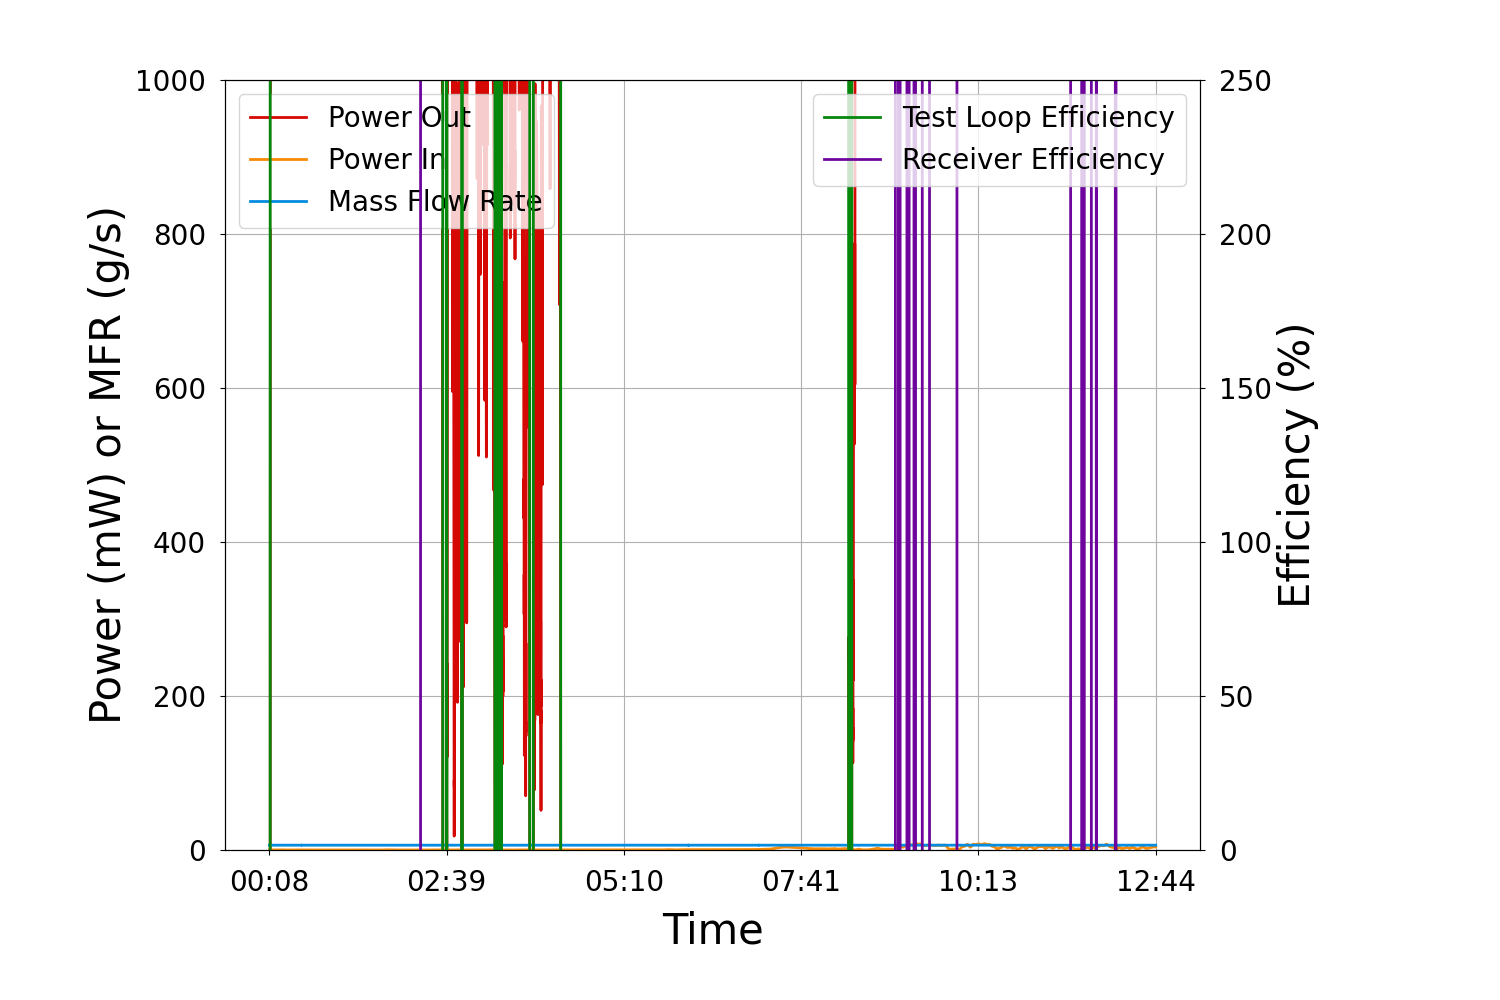 1000
800
600
400
200
0
250
200
150
100
50
0
Power Out
Power In
Mass Flow Rate
Test Loop Efficiency
Receiver Efficiency
Power (mW) or MFR (g/s)
Efficiency (%)
00:08
02:39
05:10
07:41
10:13
12:44
Time